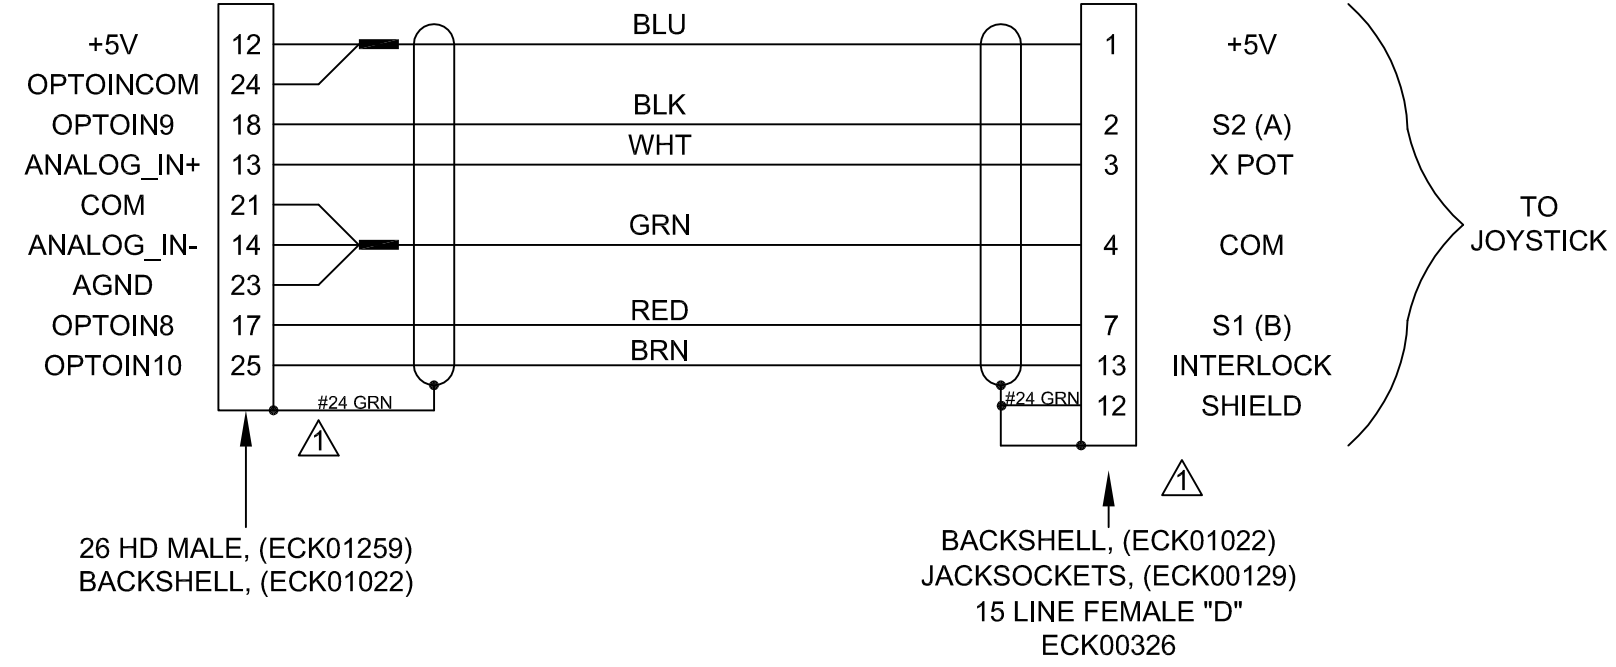 +5V 12 BLU 1 +5V
OPTOINCOM 24
OPTOIN9 18 BLK 2 S2 (A)
ANALOG_IN+ 13 WHT 3 X POT
COM 21
ANALOG_IN- 14 GRN 4 COM
AGND 23
OPTOIN8 17 RED 7 S1 (B)
OPTOIN10 25 BRN 13 INTERLOCK
#24 GRN #24 GRN 12 SHIELD
TO
JOYSTICK
1
1
26 HD MALE, (ECK01259)
BACKSHELL, (ECK01022)
BACKSHELL, (ECK01022)
JACKSOCKETS, (ECK00129)
15 LINE FEMALE "D"
ECK00326